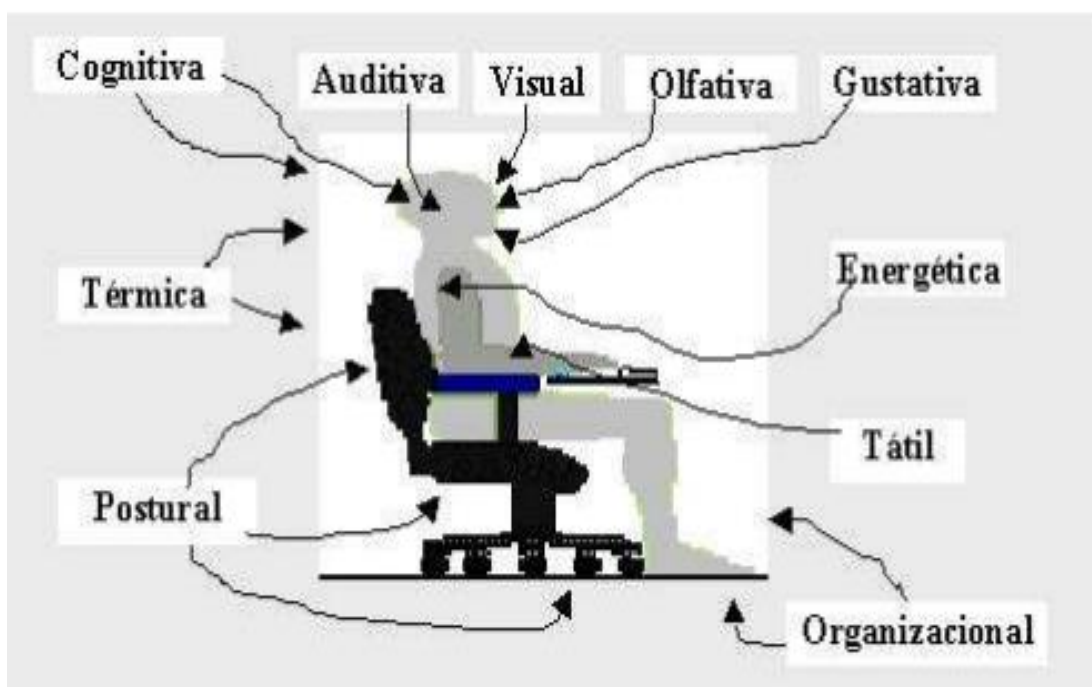 Cognitiva
Auditiva
Visual
Olfativa
Gustativa
Térmica
Energética
Tátil
Postural
Organizacional